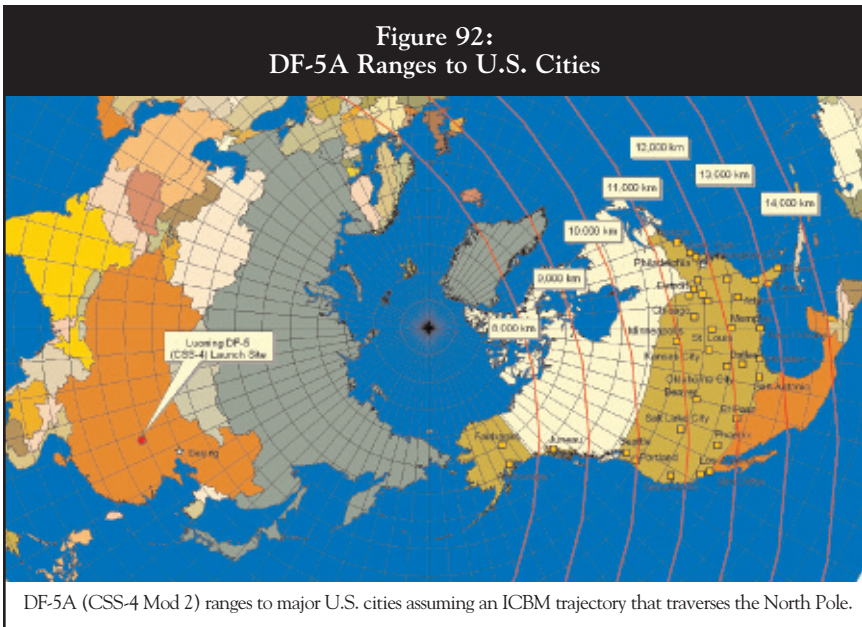 Figure 92:
DF-5A Ranges to U.S. Cities
12,000 km
13,000 km
11,000 km
14,000 km
10,000 km
9,000 km
8,000 km
Luoning DF-5
(CSS-4) Launch Site
Beijing
Philadelphia
Detroit
Chicago
Minneapolis
Memphis
St. Louis
Kansas City
Dallas
Oklahoma City
San Antonio
Denver
El Paso
Salt Lake City
Phoenix
Fairbanks
Juneau
Seattle
Portland
DF-5A (CSS-4 Mod 2) ranges to major U.S. cities assuming an ICBM trajectory that traverses the North Pole.